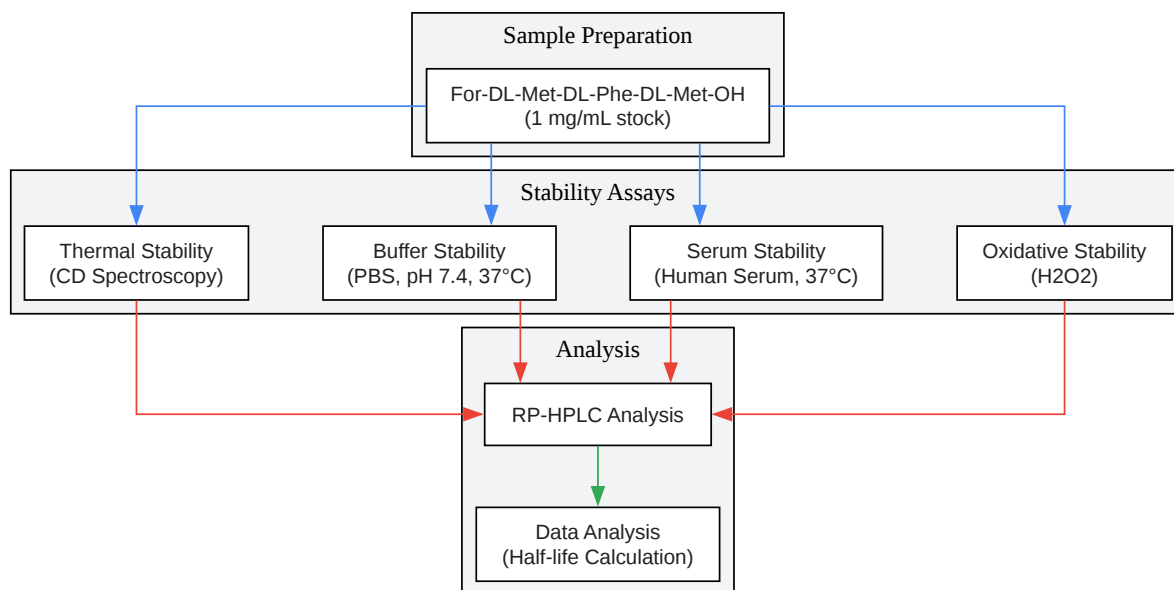 Sample Preparation
For-DL-Met-DL-Phe-DL-Met-OH
(1 mg/mL stock)
Stability Assays
Thermal Stability
(CD Spectroscopy)
Buffer Stability
(PBS, pH 7.4, 37°C)
Serum Stability
(Human Serum, 37°C)
Oxidative Stability
(H2O2)
Analysis
RP-HPLC Analysis
Data Analysis
(Half-life Calculation)